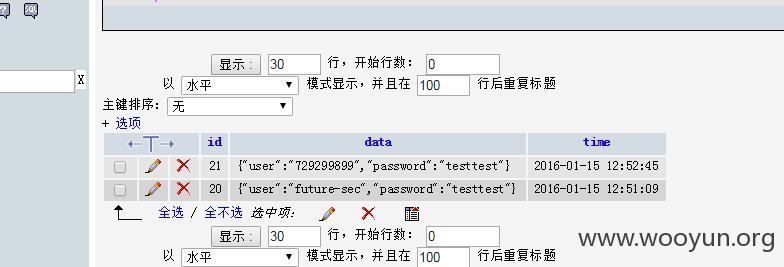 SQL
X
显示 : 30 行，开始行数： 0
以 水平 模式显示，并且在 100 行后重复标题
主键排序： 无
+ 选项
←T→ id data time
21 {"user":"729299899","password":"testtest"} 2016-01-15 12:52:45
20 {"user":"future-sec","password":"testtest"} 2016-01-15 12:51:09
全选 / 全不选 选中项：
显示 : 30 行，开始行数： 0
以 水平 模式显示，并且在 100 行后重复标题
www.wooyun.org